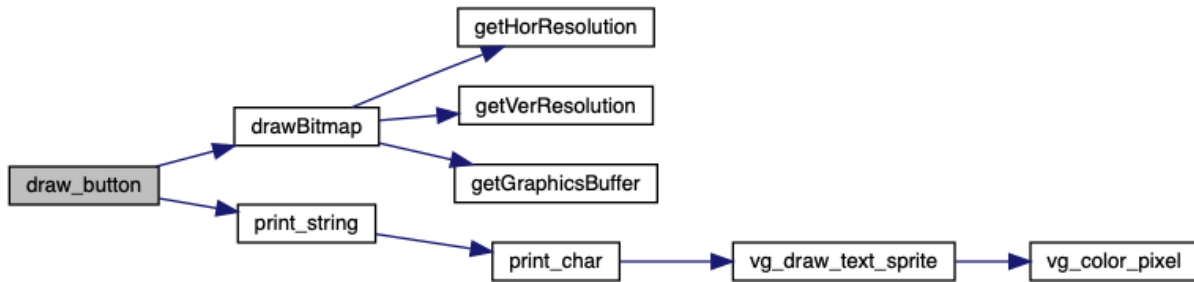 getHorResolution
getVerResolution
drawBitmap
getGraphicsBuffer
draw_button
print_string
print_char
vg_draw_text_sprite
vg_color_pixel